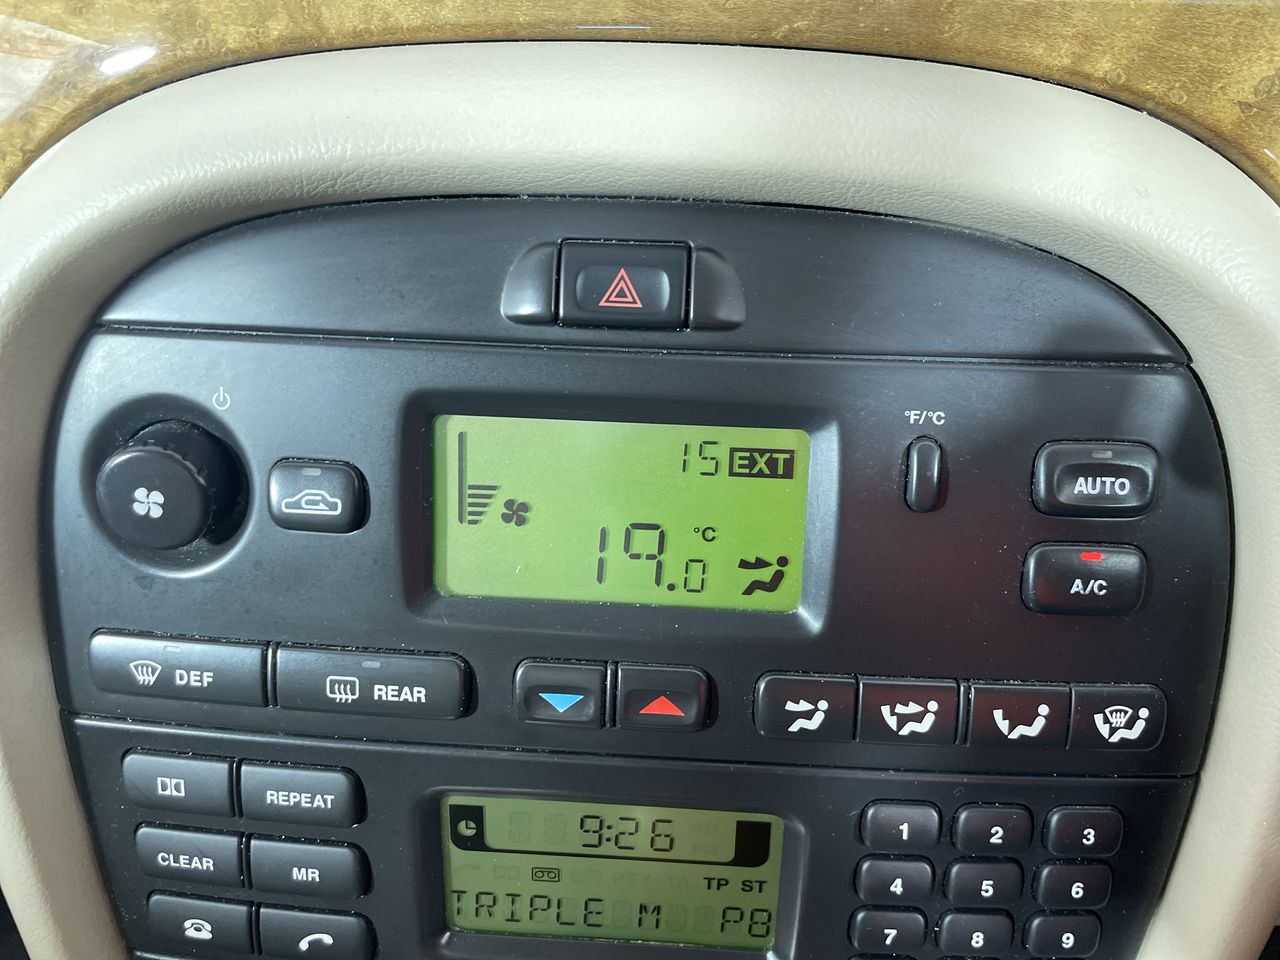 °F/°C
15 EXT
AUTO
°C
19.0
A/C
DEF
REAR
REPEAT
CLEAR
MR
9:26
TP ST
TRIPLE M P8
1 2 3
4 5 6
7 8 9